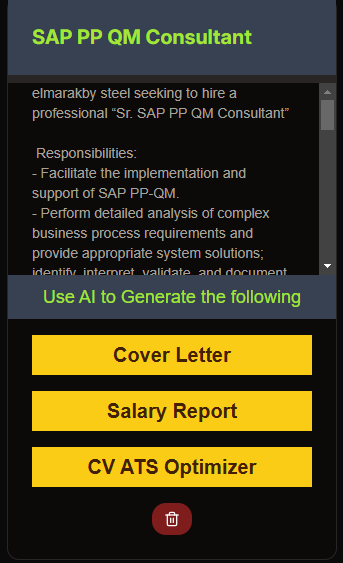 SAP PP QM Consultant
elmarakby steel seeking to hire a
professional “Sr. SAP PP QM Consultant”
Responsibilities:
- Facilitate the implementation and
support of SAP PP-QM.
- Perform detailed analysis of complex
business process requirements and
provide appropriate system solutions;
identify, interpret, validate, and document
Use AI to Generate the following
Cover Letter
Salary Report
CV ATS Optimizer